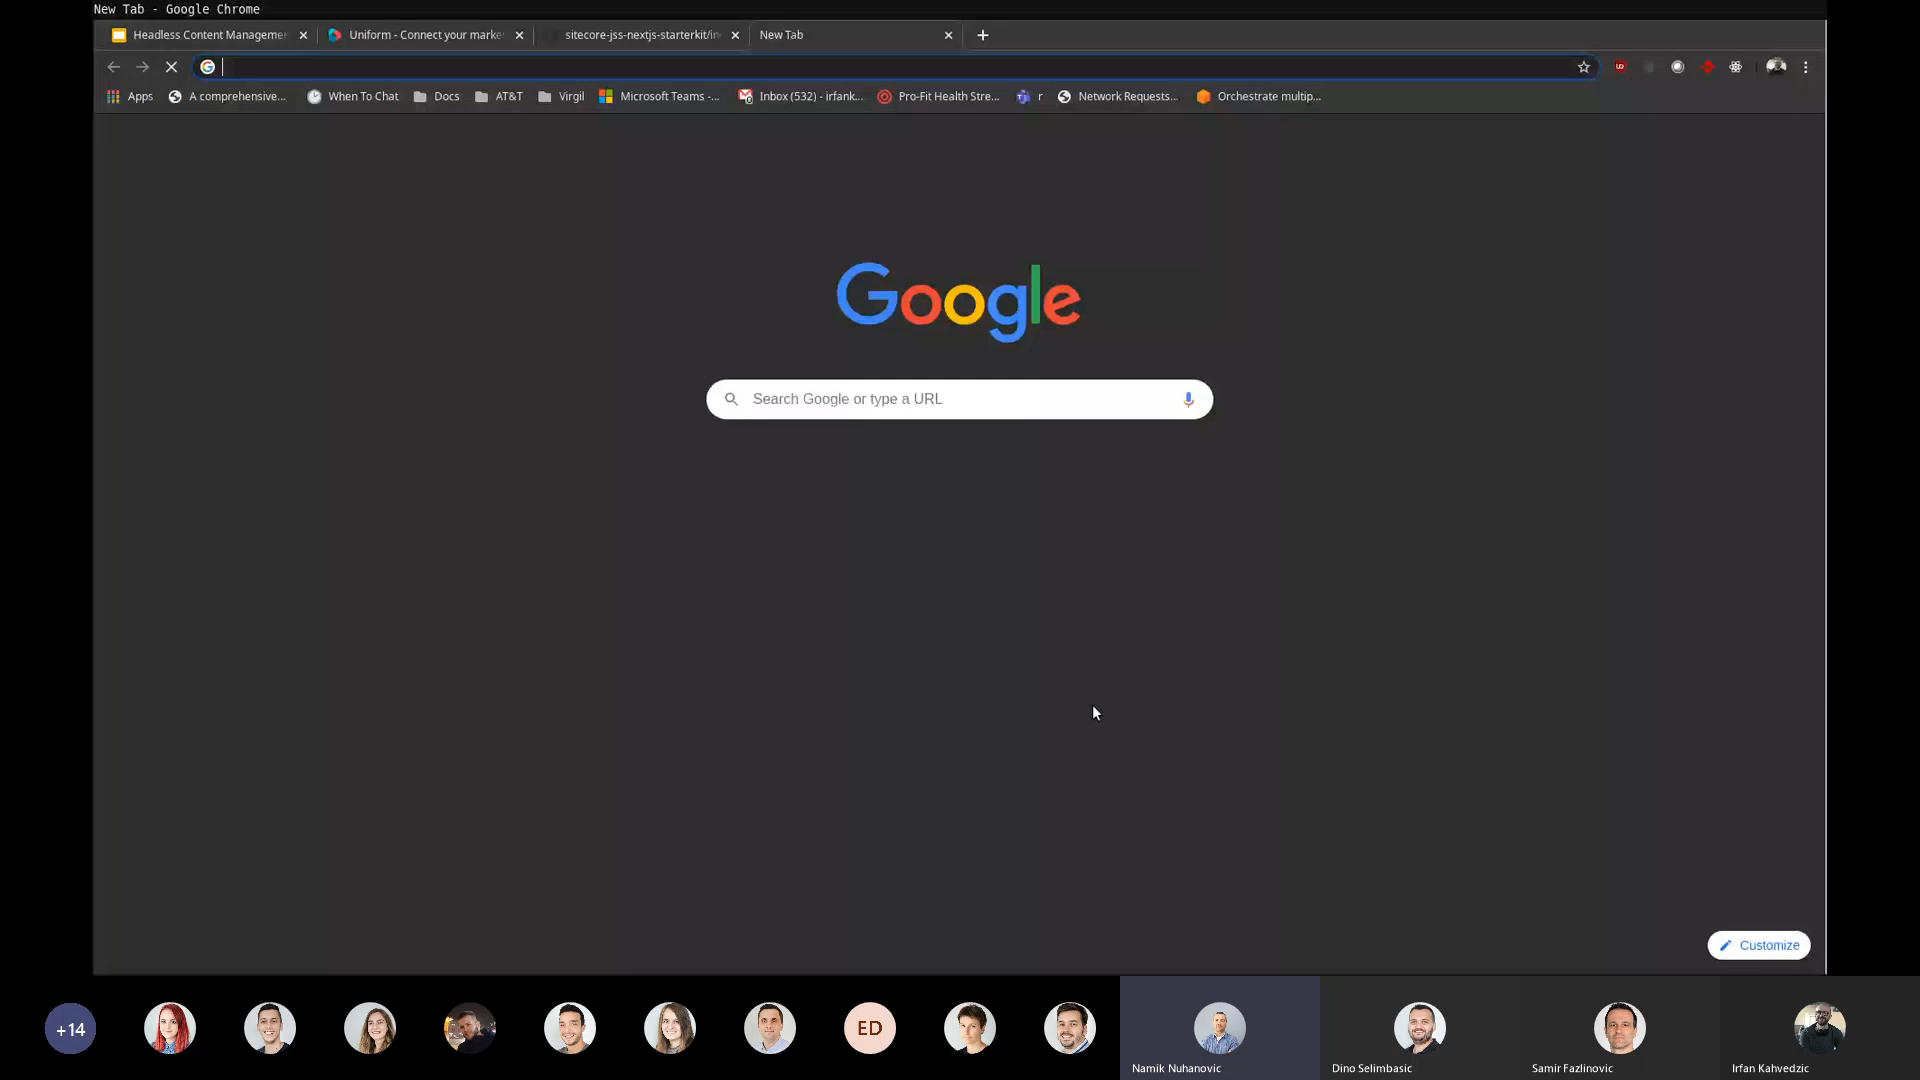 New Tab - Google Chrome
Headless Content Manageme
Uniform - Connect your marke
sitecore-jss-nextjs-starterkit/in
New Tab
Apps
A comprehensive...
When To Chat
Docs
AT&T
Virgil
Microsoft Teams -...
Inbox (532) - irfank...
Pro-Fit Health Stre...
r
Network Requests...
Orchestrate multip...
Google
Search Google or type a URL
Customize
+14
ED
Namik Nuhanovic
Dino Selimbasic
Samir Fazlinovic
Irfan Kahvedzic